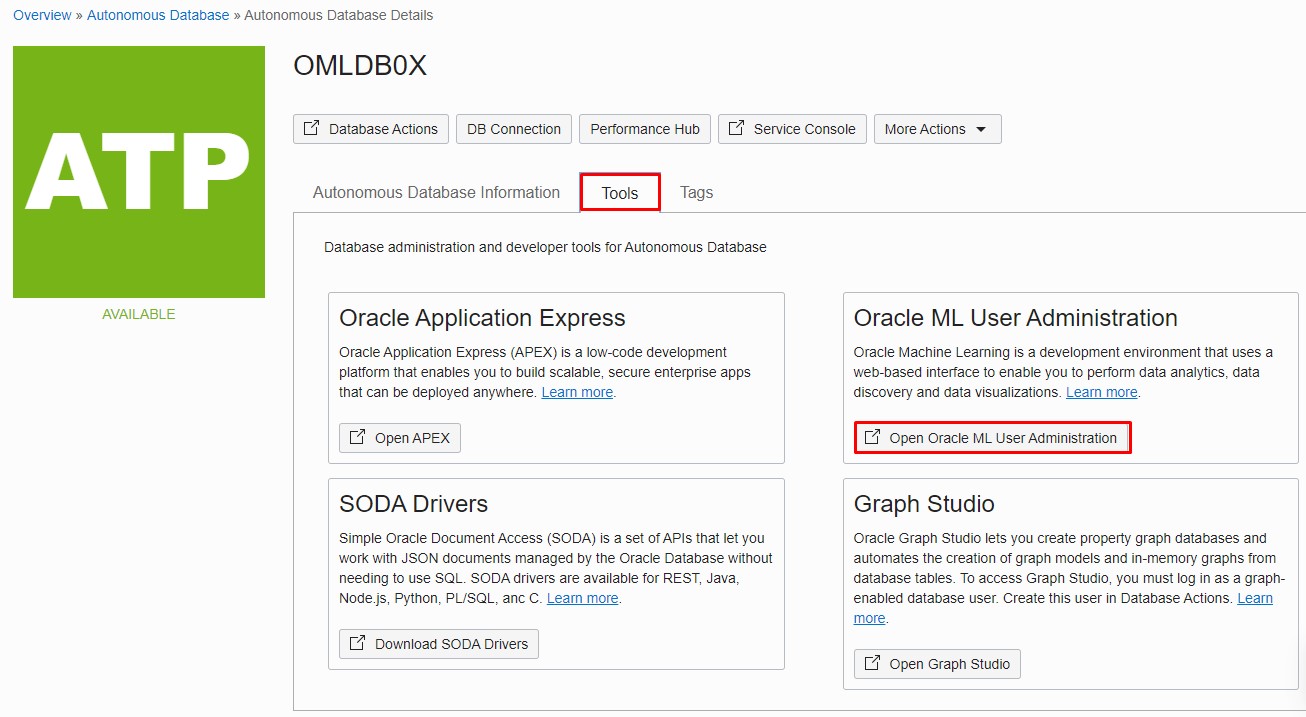 Overview » Autonomous Database » Autonomous Database Details
ATP
AVAILABLE
OMLDB0X
Database Actions
DB Connection
Performance Hub
Service Console
More Actions
Autonomous Database Information
Tools
Tags
Database administration and developer tools for Autonomous Database
Oracle Application Express
Oracle Application Express (APEX) is a low-code development
platform that enables you to build scalable, secure enterprise apps
that can be deployed anywhere. Learn more.
Open APEX
Oracle ML User Administration
Oracle Machine Learning is a development environment that uses a
web-based interface to enable you to perform data analytics, data
discovery and data visualizations. Learn more.
Open Oracle ML User Administration
SODA Drivers
Simple Oracle Document Access (SODA) is a set of APIs that let you
work with JSON documents managed by the Oracle Database without
needing to use SQL. SODA drivers are available for REST, Java,
Node.js, Python, PL/SQL, anc C. Learn more.
Download SODA Drivers
Graph Studio
Oracle Graph Studio lets you create property graph databases and
automates the creation of graph models and in-memory graphs from
database tables. To access Graph Studio, you must log in as a graph-
enabled database user. Create this user in Database Actions. Learn
more.
Open Graph Studio